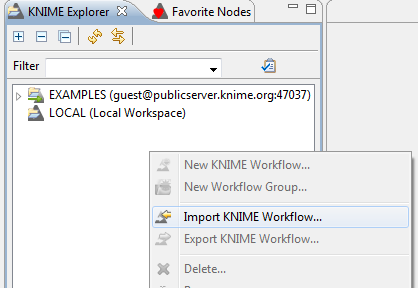 KNIME Explorer Favorite Nodes
Filter
EXAMPLES (guest@publicserver.knime.org:47037)
LOCAL (Local Workspace)
New KNIME Workflow...
New Workflow Group...
Import KNIME Workflow...
Export KNIME Workflow...
Delete...